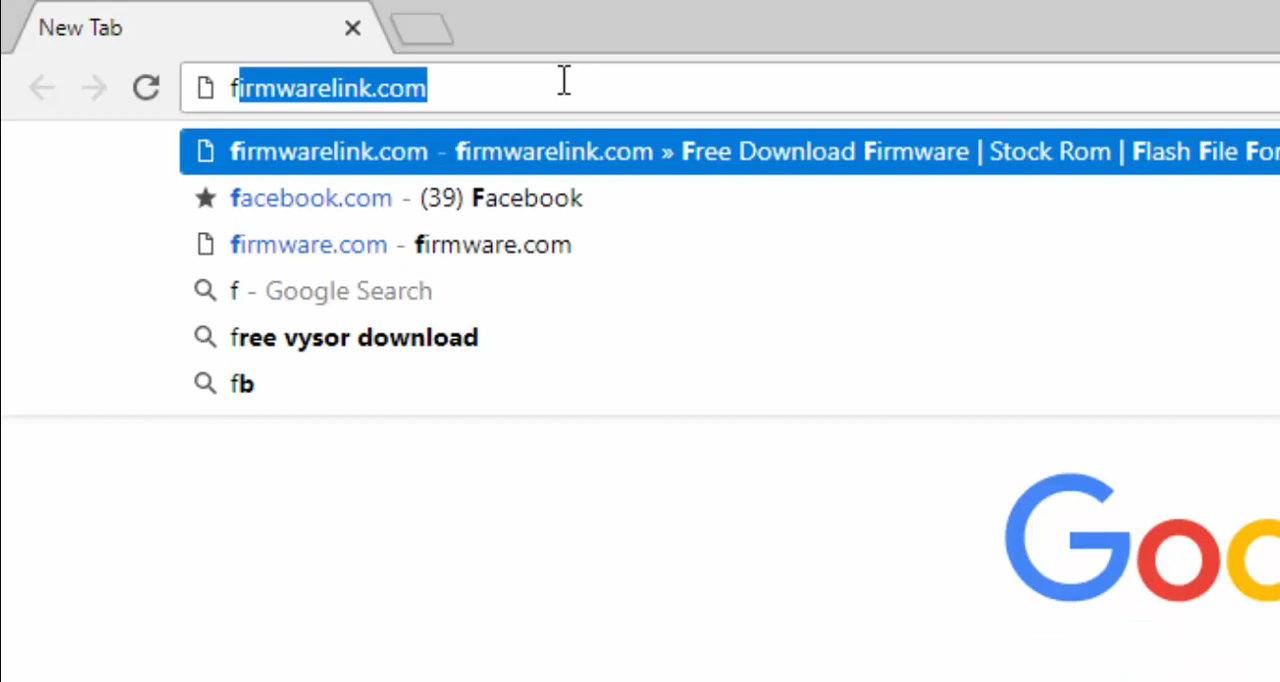 New Tab
firmwarelink.com
firmwarelink.com - firmwarelink.com » Free Download Firmware | Stock Rom | Flash File For
facebook.com - (39) Facebook
firmware.com - firmware.com
f - Google Search
free vysor download
fb
Goo